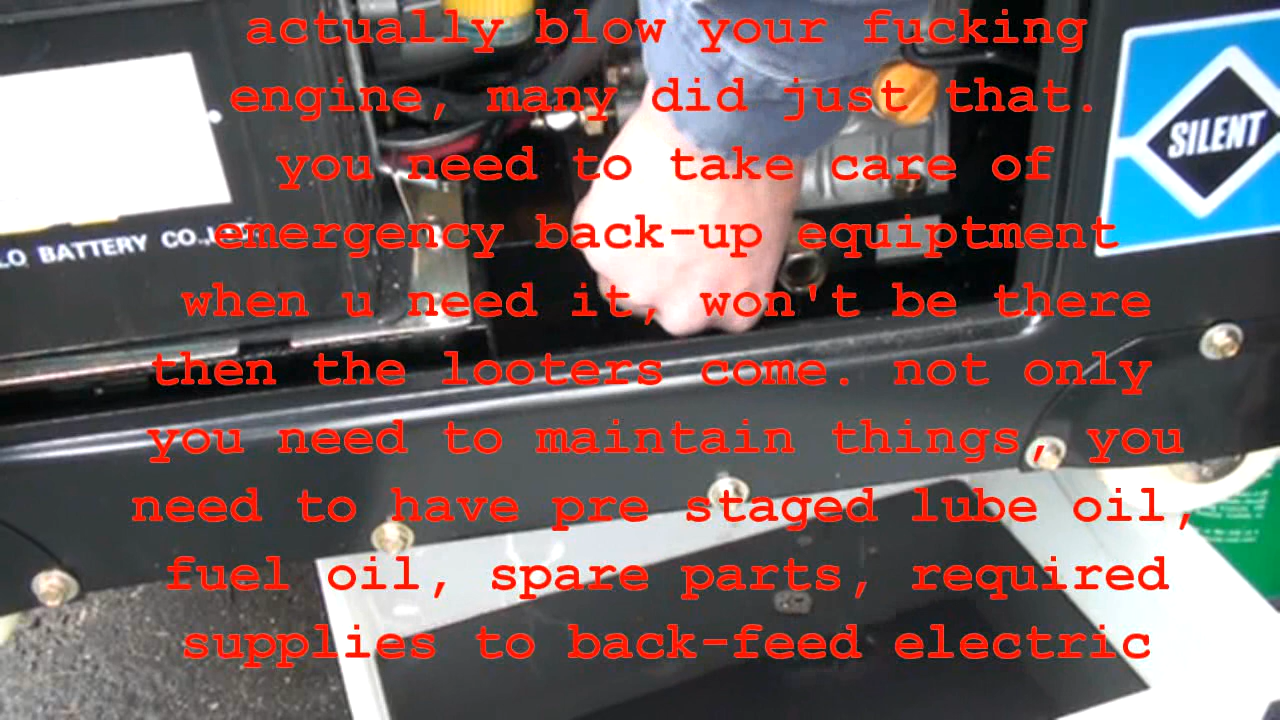 actually blow your fucking
engine, many did just that.
you need to take care of
emergency back-up equiptment
when u need it, won't be there
then the looters come. not only
you need to maintain things, you
need to have pre staged lube oil,
fuel oil, spare parts, required
supplies to back-feed electric
SILENT
LO BATTERY CO.,